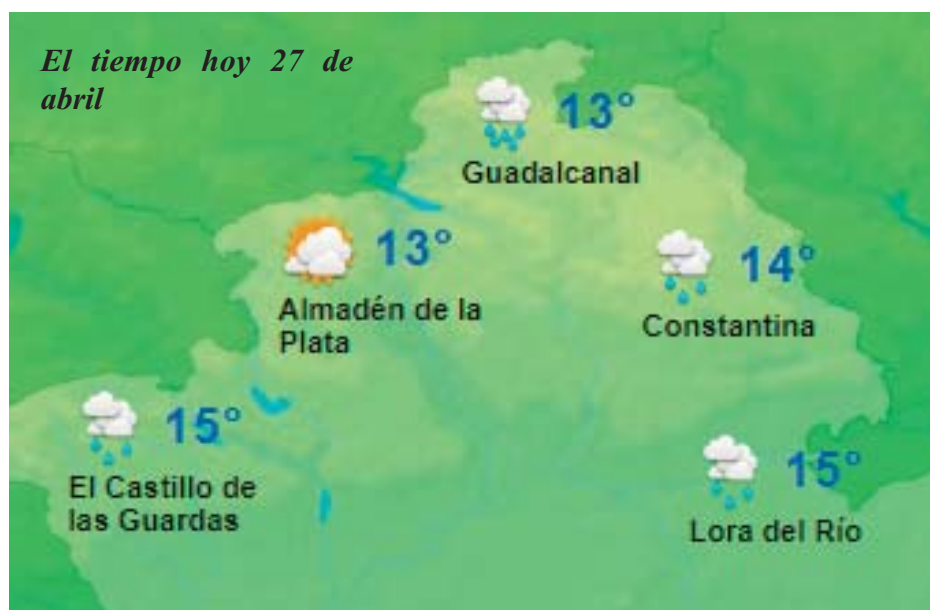 El tiempo hoy 27 de
abril
13°
Guadalcanal
13°
Almadén de la
Plata
14°
Constantina
15°
El Castillo de
las Guardas
15°
Lora del Río